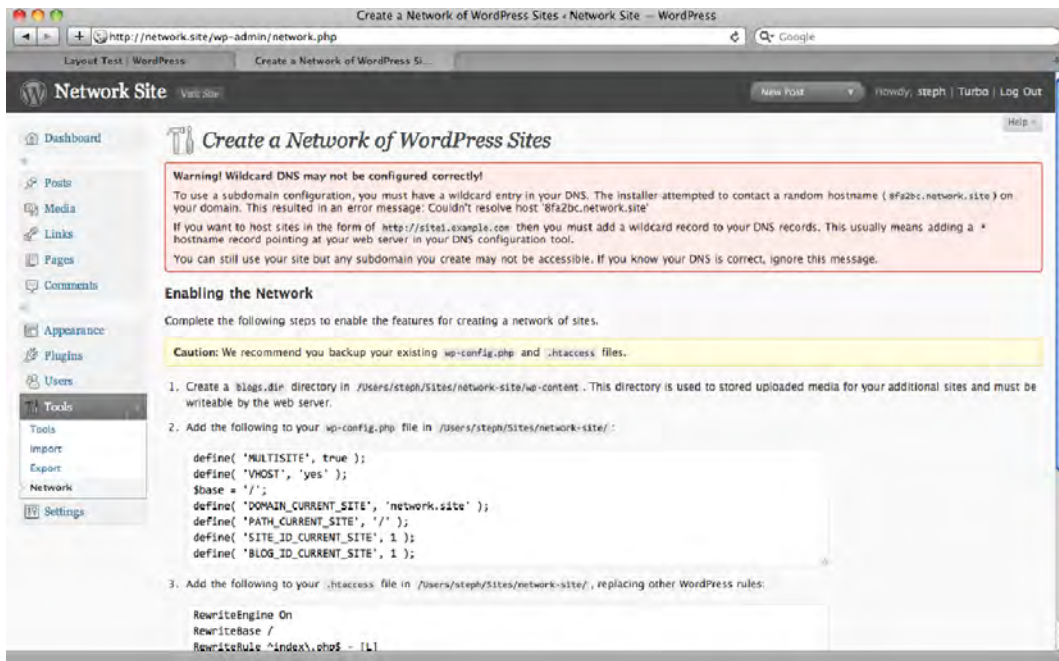 Create a Network of WordPress Sites ‹ Network Site — WordPress
http://network.site/wp-admin/network.php
Google
Layout Test | WordPress
Create a Network of WordPress Si...
Network Site
Visit Site
New Post
Howdy, steph | Turbo | Log Out
Help
Dashboard
Posts
Media
Links
Pages
Comments
Appearance
Plugins
Users
Tools
Tools
Import
Export
Network
Settings
Create a Network of WordPress Sites
Warning! Wildcard DNS may not be configured correctly!
To use a subdomain configuration, you must have a wildcard entry in your DNS. The installer attempted to contact a random hostname ( 8fa2bc.network.site ) on
your domain. This resulted in an error message: Couldn't resolve host '8fa2bc.network.site'
If you want to host sites in the form of http://site1.example.com then you must add a wildcard record to your DNS records. This usually means adding a *
hostname record pointing at your web server in your DNS configuration tool.
You can still use your site but any subdomain you create may not be accessible. If you know your DNS is correct, ignore this message.
Enabling the Network
Complete the following steps to enable the features for creating a network of sites.
Caution: We recommend you backup your existing wp-config.php and .htaccess files.
1. Create a blogs.dir directory in /Users/steph/Sites/network-site/wp-content . This directory is used to stored uploaded media for your additional sites and must be
writeable by the web server.
2. Add the following to your wp-config.php file in /Users/steph/Sites/network-site/ :
define( 'MULTISITE', true );
define( 'VHOST', 'yes' );
$base = '/';
define( 'DOMAIN_CURRENT_SITE', 'network.site' );
define( 'PATH_CURRENT_SITE', '/' );
define( 'SITE_ID_CURRENT_SITE', 1 );
define( 'BLOG_ID_CURRENT_SITE', 1 );
3. Add the following to your .htaccess file in /Users/steph/Sites/network-site/ , replacing other WordPress rules:
RewriteEngine On
RewriteBase /
RewriteRule ^index\.php$ - [L]